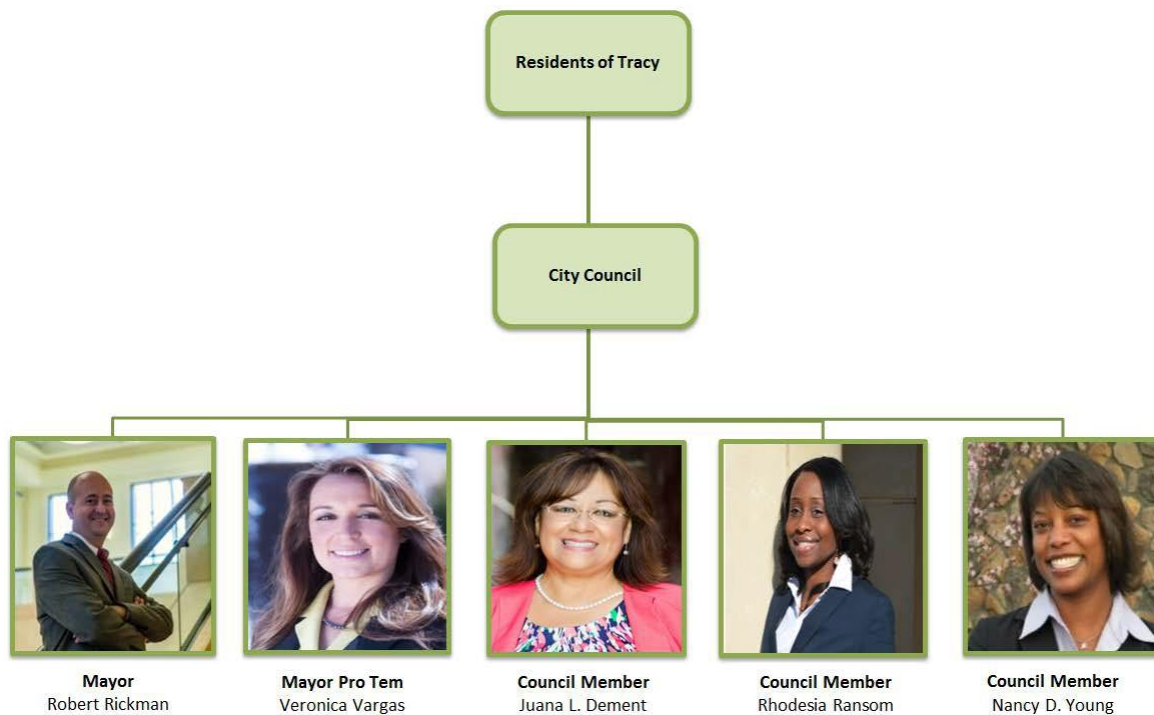 Residents of Tracy
City Council
Mayor
Robert Rickman
Mayor Pro Tem
Veronica Vargas
Council Member
Juana L. Dement
Council Member
Rhodesia Ransom
Council Member
Nancy D. Young